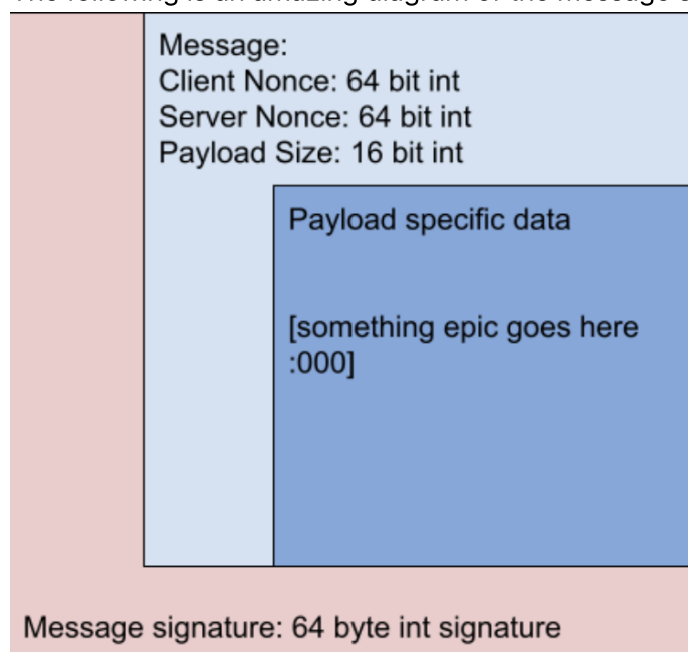 Message:
Client Nonce: 64 bit int
Server Nonce: 64 bit int
Payload Size: 16 bit int
Payload specific data
[something epic goes here
:000]
Message signature: 64 byte int signature